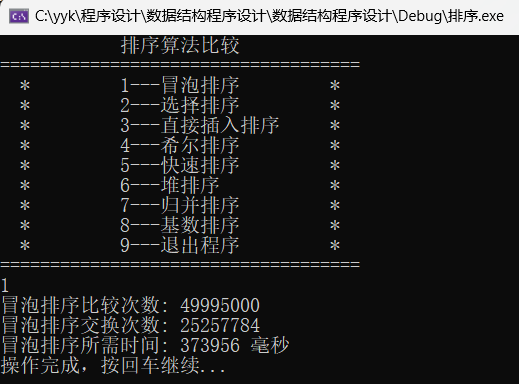 C:\yyk\程序设计\数据结构程序设计\数据结构程序设计\Debug\排序.exe
排序算法比较
====================================
* 1---冒泡排序 *
* 2---选择排序 *
* 3---直接插入排序 *
* 4---希尔排序 *
* 5---快速排序 *
* 6---堆排序 *
* 7---归并排序 *
* 8---基数排序 *
* 9---退出程序 *
====================================
1
冒泡排序比较次数: 49995000
冒泡排序交换次数: 25257784
冒泡排序所需时间: 373956 毫秒
操作完成，按回车继续...